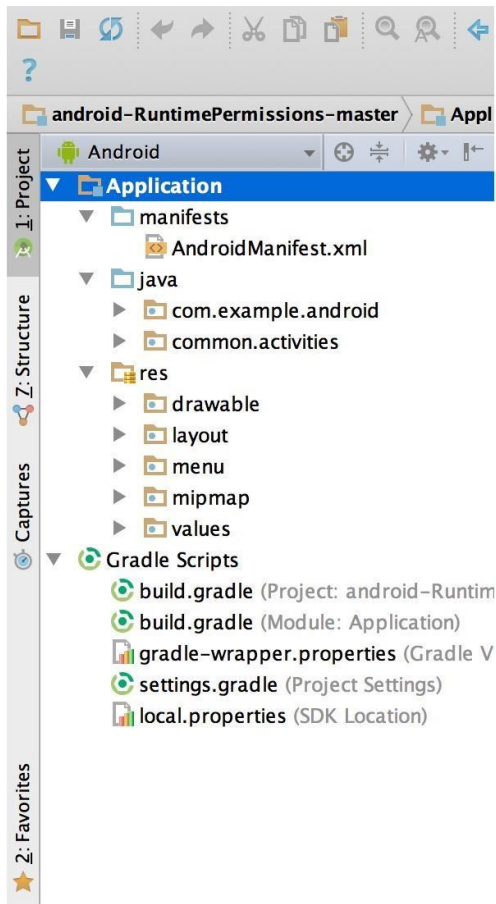 ?
android-RuntimePermissions-master
Appl
Android
1: Project
Z: Structure
Captures
2: Favorites
Application
manifests
AndroidManifest.xml
java
com.example.android
common.activities
res
drawable
layout
menu
mipmap
values
Gradle Scripts
build.gradle (Project: android-Runtim
build.gradle (Module: Application)
gradle-wrapper.properties (Gradle V
settings.gradle (Project Settings)
local.properties (SDK Location)